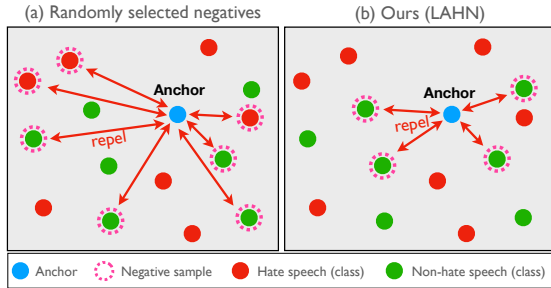 (a) Randomly selected negatives
(b) Ours (LAHN)
Anchor
repel
Anchor
repel
Anchor
Negative sample
Hate speech (class)
Non-hate speech (class)